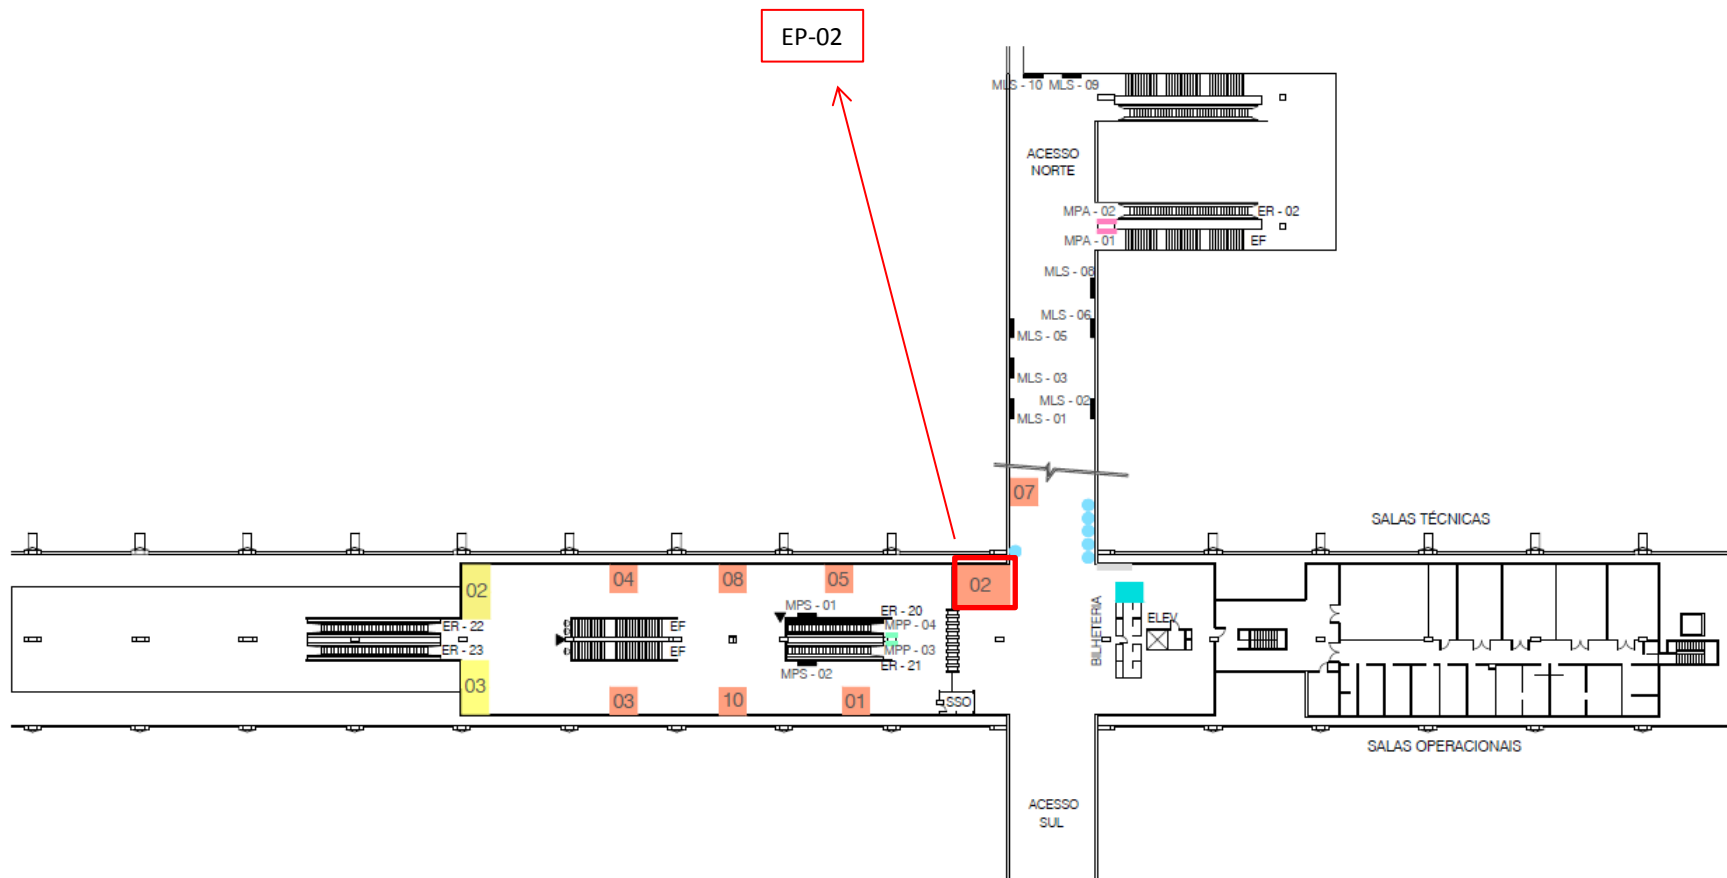 EP-02
MLS - 10 MLS - 09
ACESSO
NORTE
MPA - 02
ER - 02
MPA - 01
EF
MLS - 08
MLS - 06
MLS - 05
MLS - 03
MLS - 02
MLS - 01
07
SALAS TÉCNICAS
02
04
08
05
02
MPS - 01
ER - 20
ER - 22
EF
MPP - 04
BILHETERIA
ELEV
ER - 23
EF
MPP - 03
ER - 21
MPS - 02
03
03
10
01
SSO
SALAS OPERACIONAIS
ACESSO
SUL